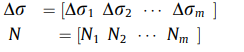 Δσ = [Δσ₁ Δσ₂ ⋯ Δσₘ ]
N = [N₁ N₂ ⋯ Nₘ ]